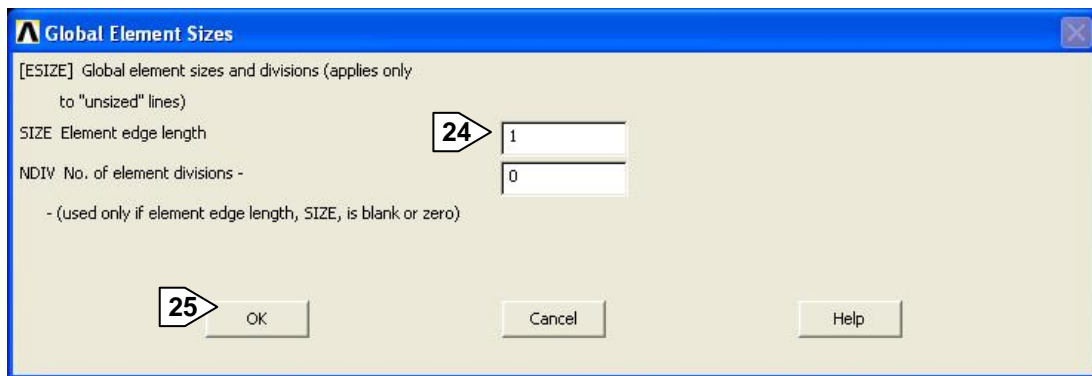 Global Element Sizes
[ESIZE] Global element sizes and divisions (applies only
to "unsized" lines)
SIZE Element edge length
24
1
NDIV No. of element divisions -
0
- (used only if element edge length, SIZE, is blank or zero)
25
OK
Cancel
Help